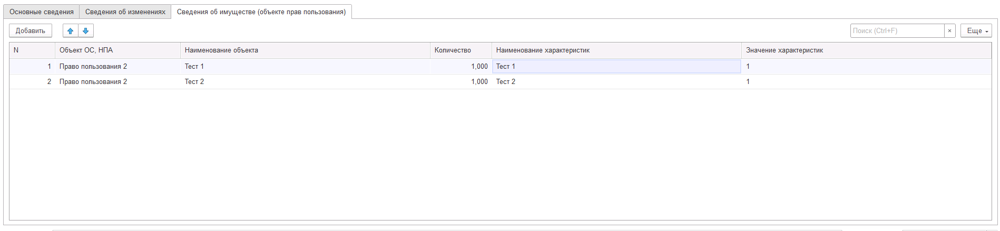 Основные сведения Сведения об изменениях Сведения об имуществе (объекте прав пользования)
Добавить Поиск (Ctrl+F) × Еще
N Объект ОС, НПА Наименование объекта Количество Наименование характеристик Значение характеристик
1 Право пользования 2 Тест 1 1,000 Тест 1 1
2 Право пользования 2 Тест 2 1,000 Тест 2 1